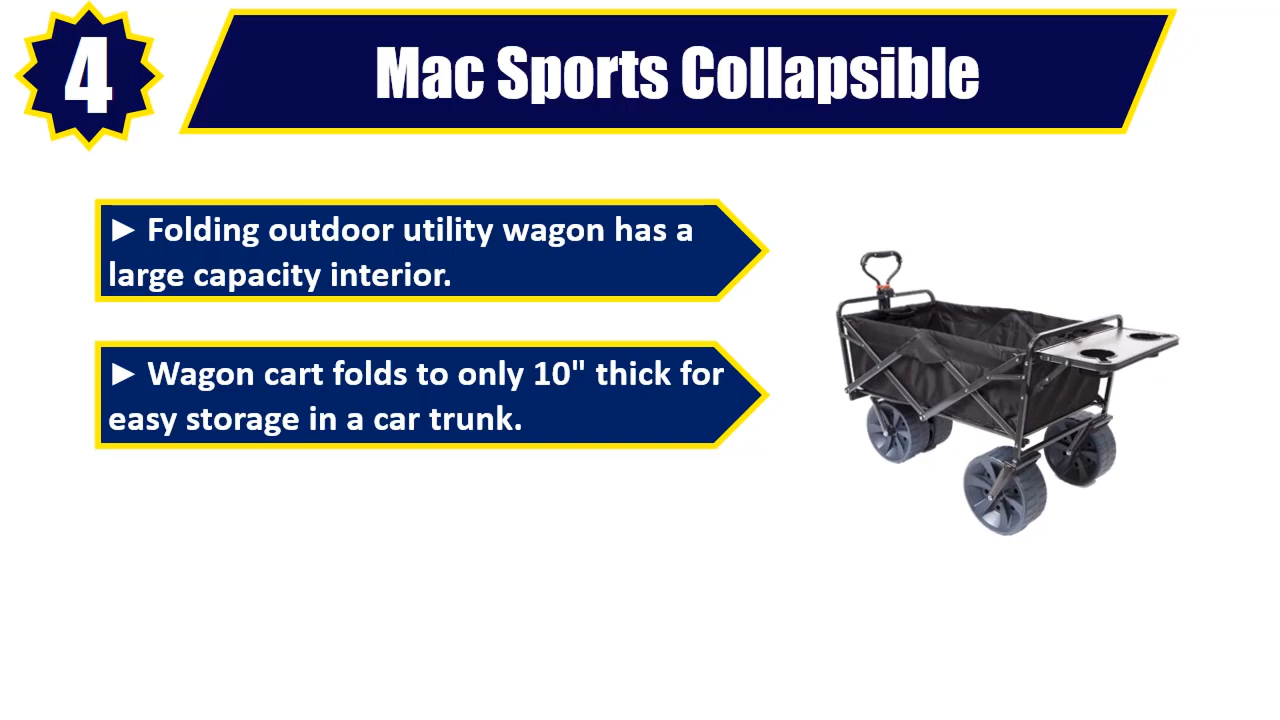 4
Mac Sports Collapsible
► Folding outdoor utility wagon has a
large capacity interior.
► Wagon cart folds to only 10" thick for
easy storage in a car trunk.